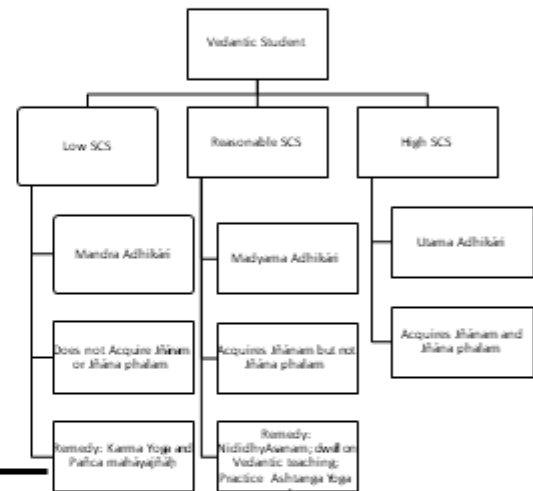 Vedantic Student
Low SCS
Reasonable SCS
High SCS
Mandra Adhikāri
Madyama Adhikāri
Utama Adhikāri
Does not Acquire Jñānam
or Jñāna phalam
Acquires Jñānam but not
Jñāna phalam
Acquires Jñānam and
Jñāna phalam
Remedy: Karma Yoga and
Pañca mahāyajñāḥ
Remedy:
NididhyAsanam; dwell on
Vedantic teaching;
Practice Ashtanga Yoga